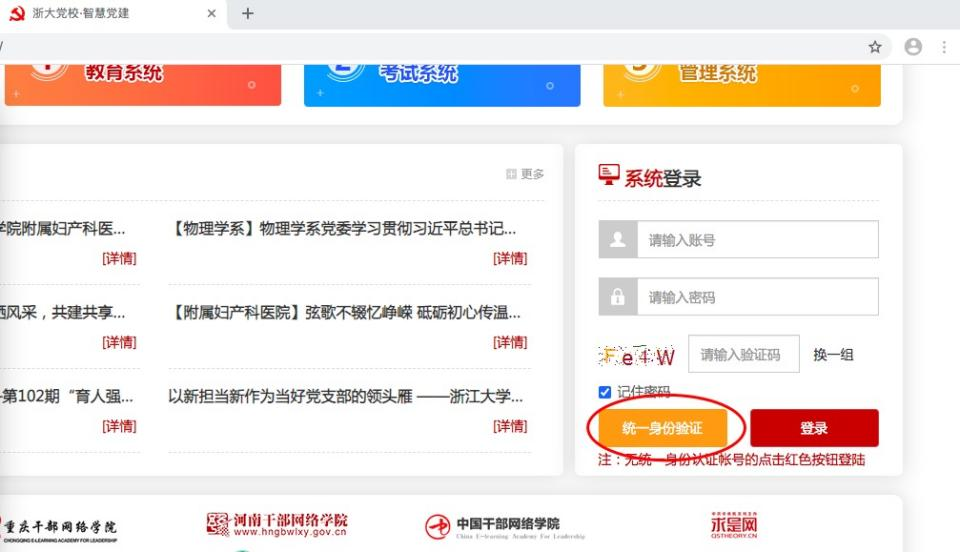 浙大党校·智慧党建
/
1 教育系统
2 考试系统
3 管理系统
更多
系统登录
学院附属妇产科医...
【物理学系】物理学系党委学习贯彻习近平总书记...
请输入账号
[详情]
[详情]
请输入密码
风采，共建共享...
【附属妇产科医院】弦歌不辍忆峥嵘 砥砺初心传温...
[详情]
[详情]
Fe4W
请输入验证码
换一组
记住密码
第102期“育人强...
以新担当新作为当好党支部的领头雁 ——浙江大学...
[详情]
[详情]
统一身份验证
登录
注：无统一身份认证帐号的点击红色按钮登陆
重庆干部网络学院
CHONGQING E-LEARNING ACADEMY FOR LEADERSHIP
河南干部网络学院
www.hngbwlxy.gov.cn
中国干部网络学院
China E-learning Academy For Leadership
求是网
QSTHEORY.CN